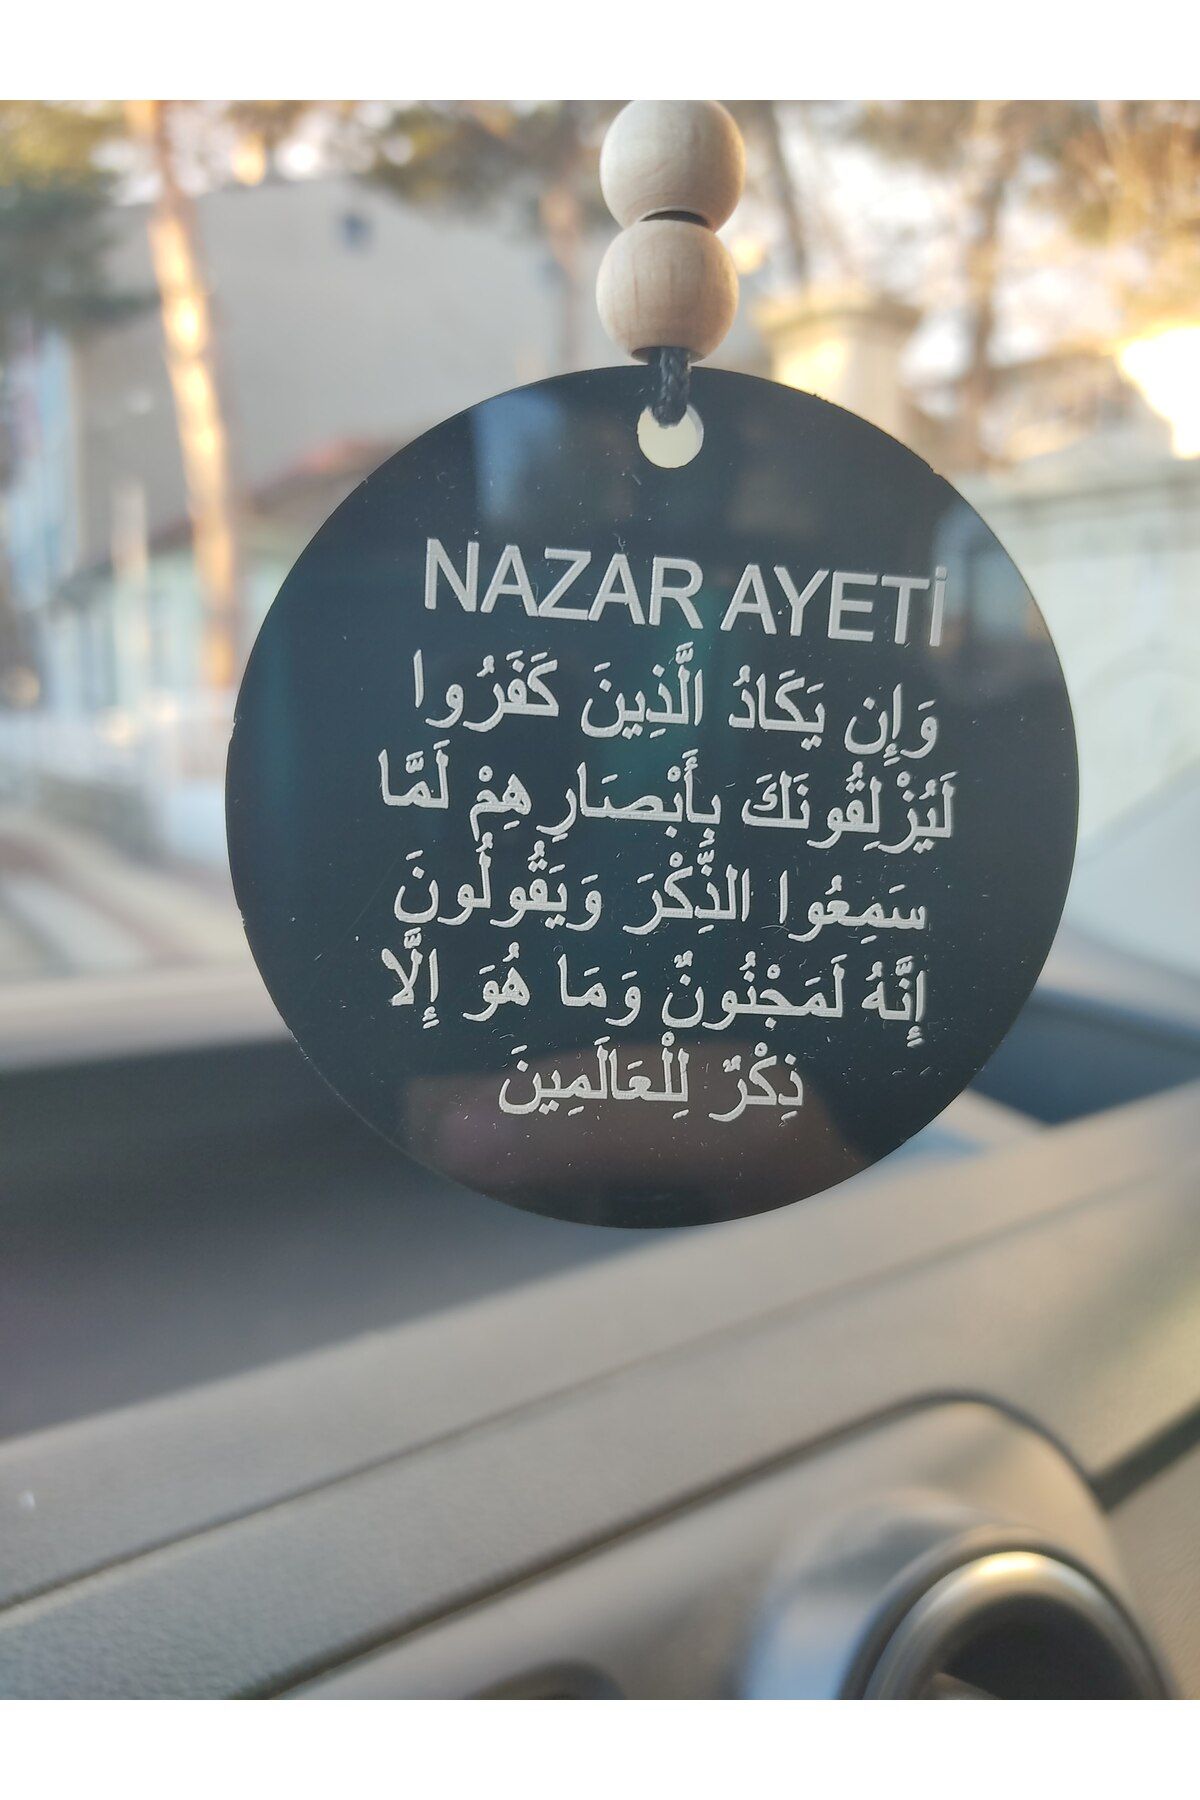 NAZAR AYETİ
وَإِن يَكَادُ الَّذِينَ كَفَرُوا
لَيُزْلِقُونَكَ بِأَبْصَارِهِمْ لَمَّا
سَمِعُوا الذِّكْرَ وَيَقُولُونَ
إِنَّهُ لَمَجْنُونٌ وَمَا هُوَ إِلَّا
ذِكْرٌ لِلْعَالَمِينَ